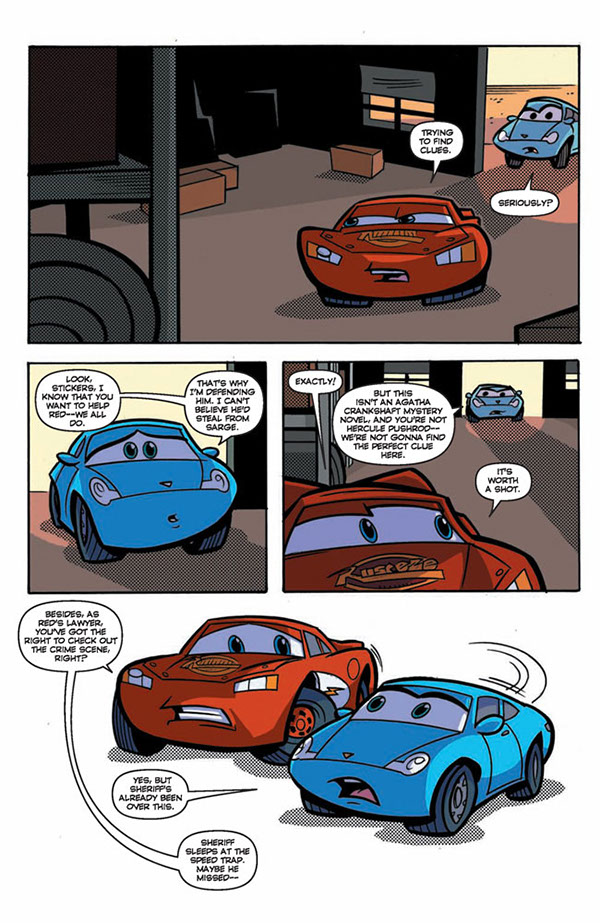 TRYING
TO FIND
CLUES.
SERIOUSLY?
LOOK,
STICKERS, I
KNOW THAT YOU
WANT TO HELP
RED--WE ALL
DO.
THAT'S WHY
I'M DEFENDING
HIM. I CAN'T
BELIEVE HE'D
STEAL FROM
SARGE.
EXACTLY!
BUT THIS
ISN'T AN AGATHA
CRANKSHAFT MYSTERY
NOVEL, AND YOU'RE NOT
HERCULE PUSHROD--
WE'RE NOT GONNA FIND
THE PERFECT CLUE
HERE.
IT'S
WORTH
A SHOT.
Rusteze
BESIDES, AS
RED'S LAWYER,
YOU'VE GOT THE
RIGHT TO CHECK OUT
THE CRIME SCENE,
RIGHT?
YES, BUT
SHERIFF'S
ALREADY BEEN
OVER THIS.
SHERIFF
SLEEPS AT THE
SPEED TRAP.
MAYBE HE
MISSED--